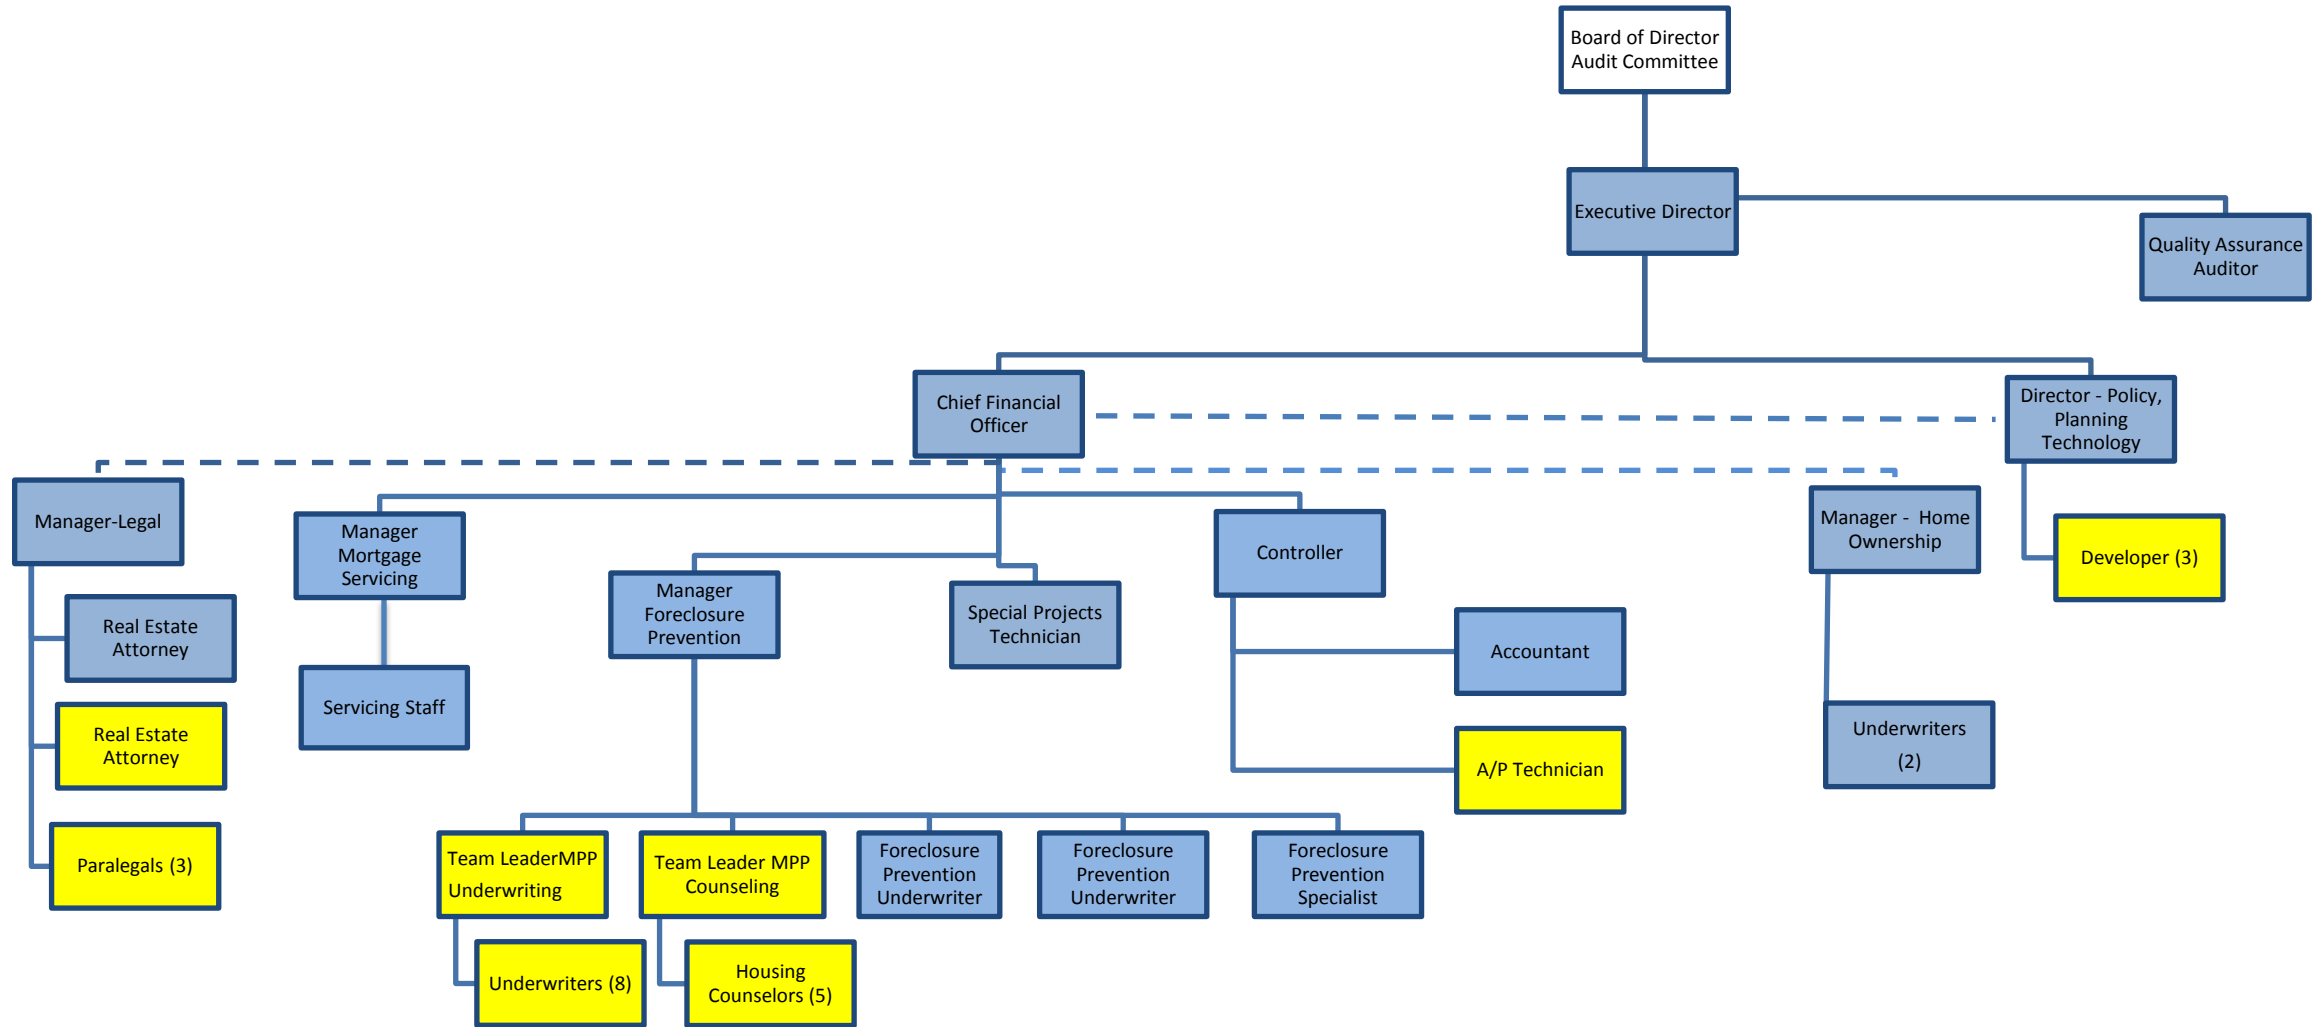 Board of Director
Audit Committee
Executive Director
Quality Assurance
Auditor
Chief Financial
Officer
Director - Policy,
Planning
Technology
Manager-Legal
Manager
Mortgage
Servicing
Controller
Manager -  Home
Ownership
Developer (3)
Manager
Foreclosure
Prevention
Special Projects
Technician
Real Estate
Attorney
Accountant
Servicing Staff
Real Estate
Attorney
Underwriters
(2)
A/P Technician
Paralegals (3)
Team LeaderMPP
Underwriting
Team Leader MPP
Counseling
Foreclosure
Prevention
Underwriter
Foreclosure
Prevention
Underwriter
Foreclosure
Prevention
Specialist
Underwriters (8)
Housing
Counselors (5)